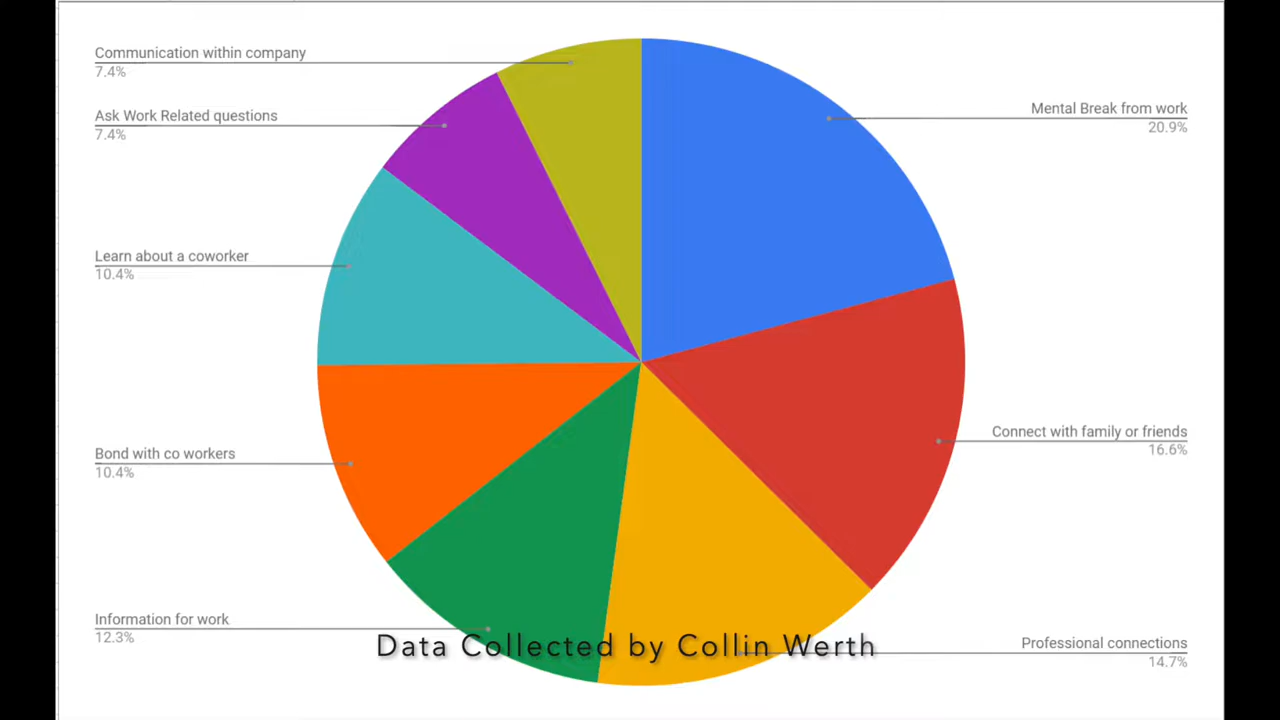 Communication within company
7.4%
Ask Work Related questions
7.4%
Learn about a coworker
10.4%
Bond with co workers
10.4%
Information for work
12.3%
Mental Break from work
20.9%
Connect with family or friends
16.6%
Professional connections
14.7%
Data Collected by Collin Werth